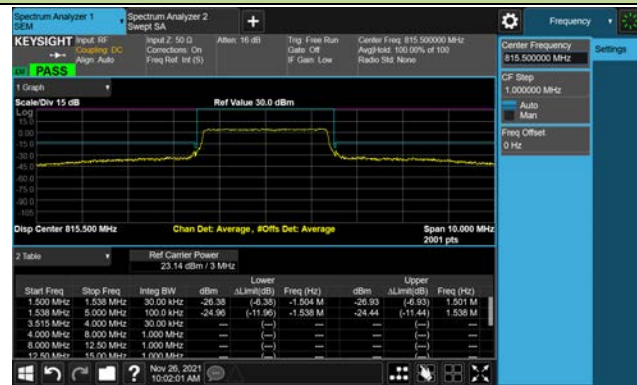 Spectrum Analyzer 1
SEM
Spectrum Analyzer 2
Swept SA
+
Frequency
KEYSIGHT
Input: RF
Coupling: DC
Align: Auto
Input Z: 50 Ω
Corrections: On
Freq Ref: Int (S)
Atten: 16 dB
Trig: Free Run
Gate: Off
IF Gain: Low
Center Freq: 815.500000 MHz
Avg|Hold: 100.00% of 100
Radio Std: None
PASS
Center Frequency
815.500000 MHz
Settings
CF Step
1.000000 MHz
Auto
Man
Freq Offset
0 Hz
1 Graph
Scale/Div 15 dB
Ref Value 30.0 dBm
Log
15.0
0.00
-15.0
-30.0
-45.0
-60.0
-75.0
-90.0
-105
Disp Center 815.500 MHz
Chan Det: Average , #Offs Det: Average
Span 10.000 MHz
2001 pts
2 Table
Ref Carrier Power
23.14 dBm / 3 MHz
Lower Upper
Start Freq Stop Freq Integ BW dBm ΔLimit(dB) Freq (Hz) dBm ΔLimit(dB) Freq (Hz)
1.500 MHz 1.538 MHz 30.00 kHz -26.38 (-6.38) -1.504 M -26.93 (-6.93) 1.501 M
1.538 MHz 5.000 MHz 100.0 kHz -24.96 (-11.96) -1.538 M -24.44 (-11.44) 1.538 M
3.515 MHz 4.000 MHz 30.00 kHz --- (---) --- --- (---) ---
4.000 MHz 8.000 MHz 1.000 MHz --- (---) --- --- (---) ---
8.000 MHz 12.50 MHz 1.000 MHz --- (---) --- --- (---) ---
12.50 MHz 15.00 MHz 1.000 MHz --- (---) --- --- (---) ---
?
Nov 26, 2021
10:02:01 AM